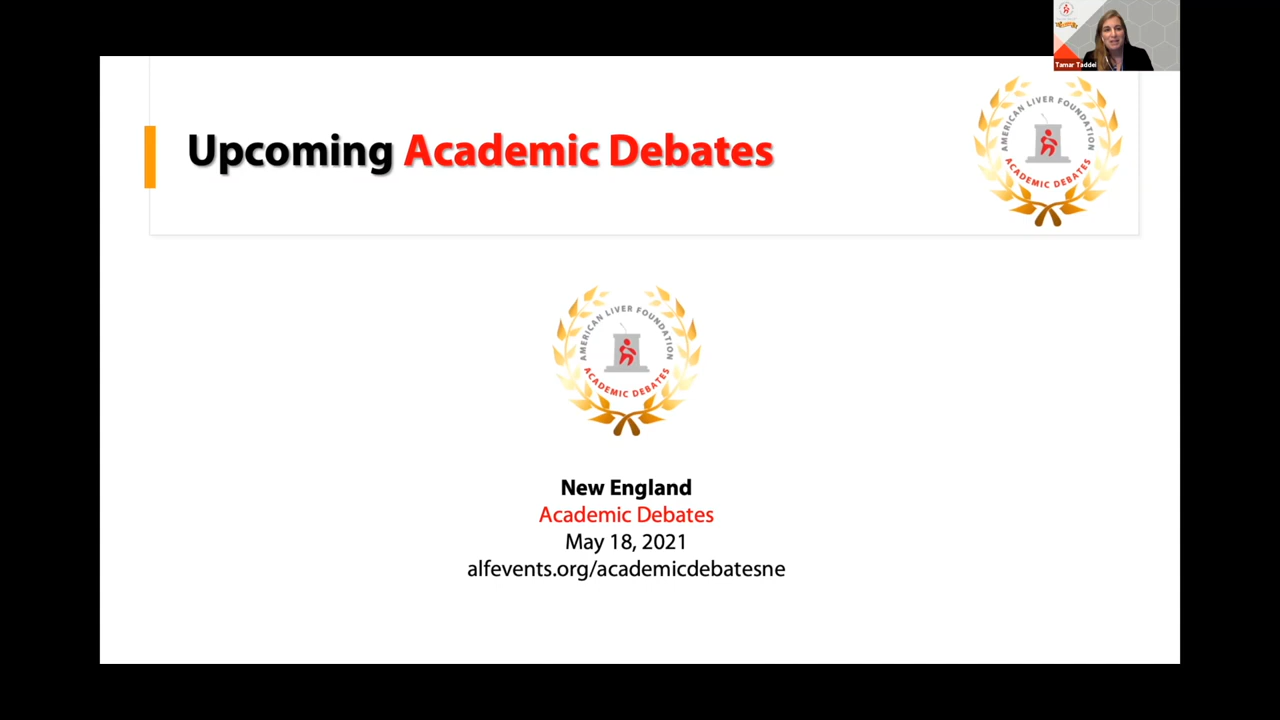 Tamar Taddei
Upcoming Academic Debates
AMERICAN LIVER FOUNDATION
ACADEMIC DEBATES
AMERICAN LIVER FOUNDATION
ACADEMIC DEBATES
New England
Academic Debates
May 18, 2021
alfevents.org/academicdebatesne